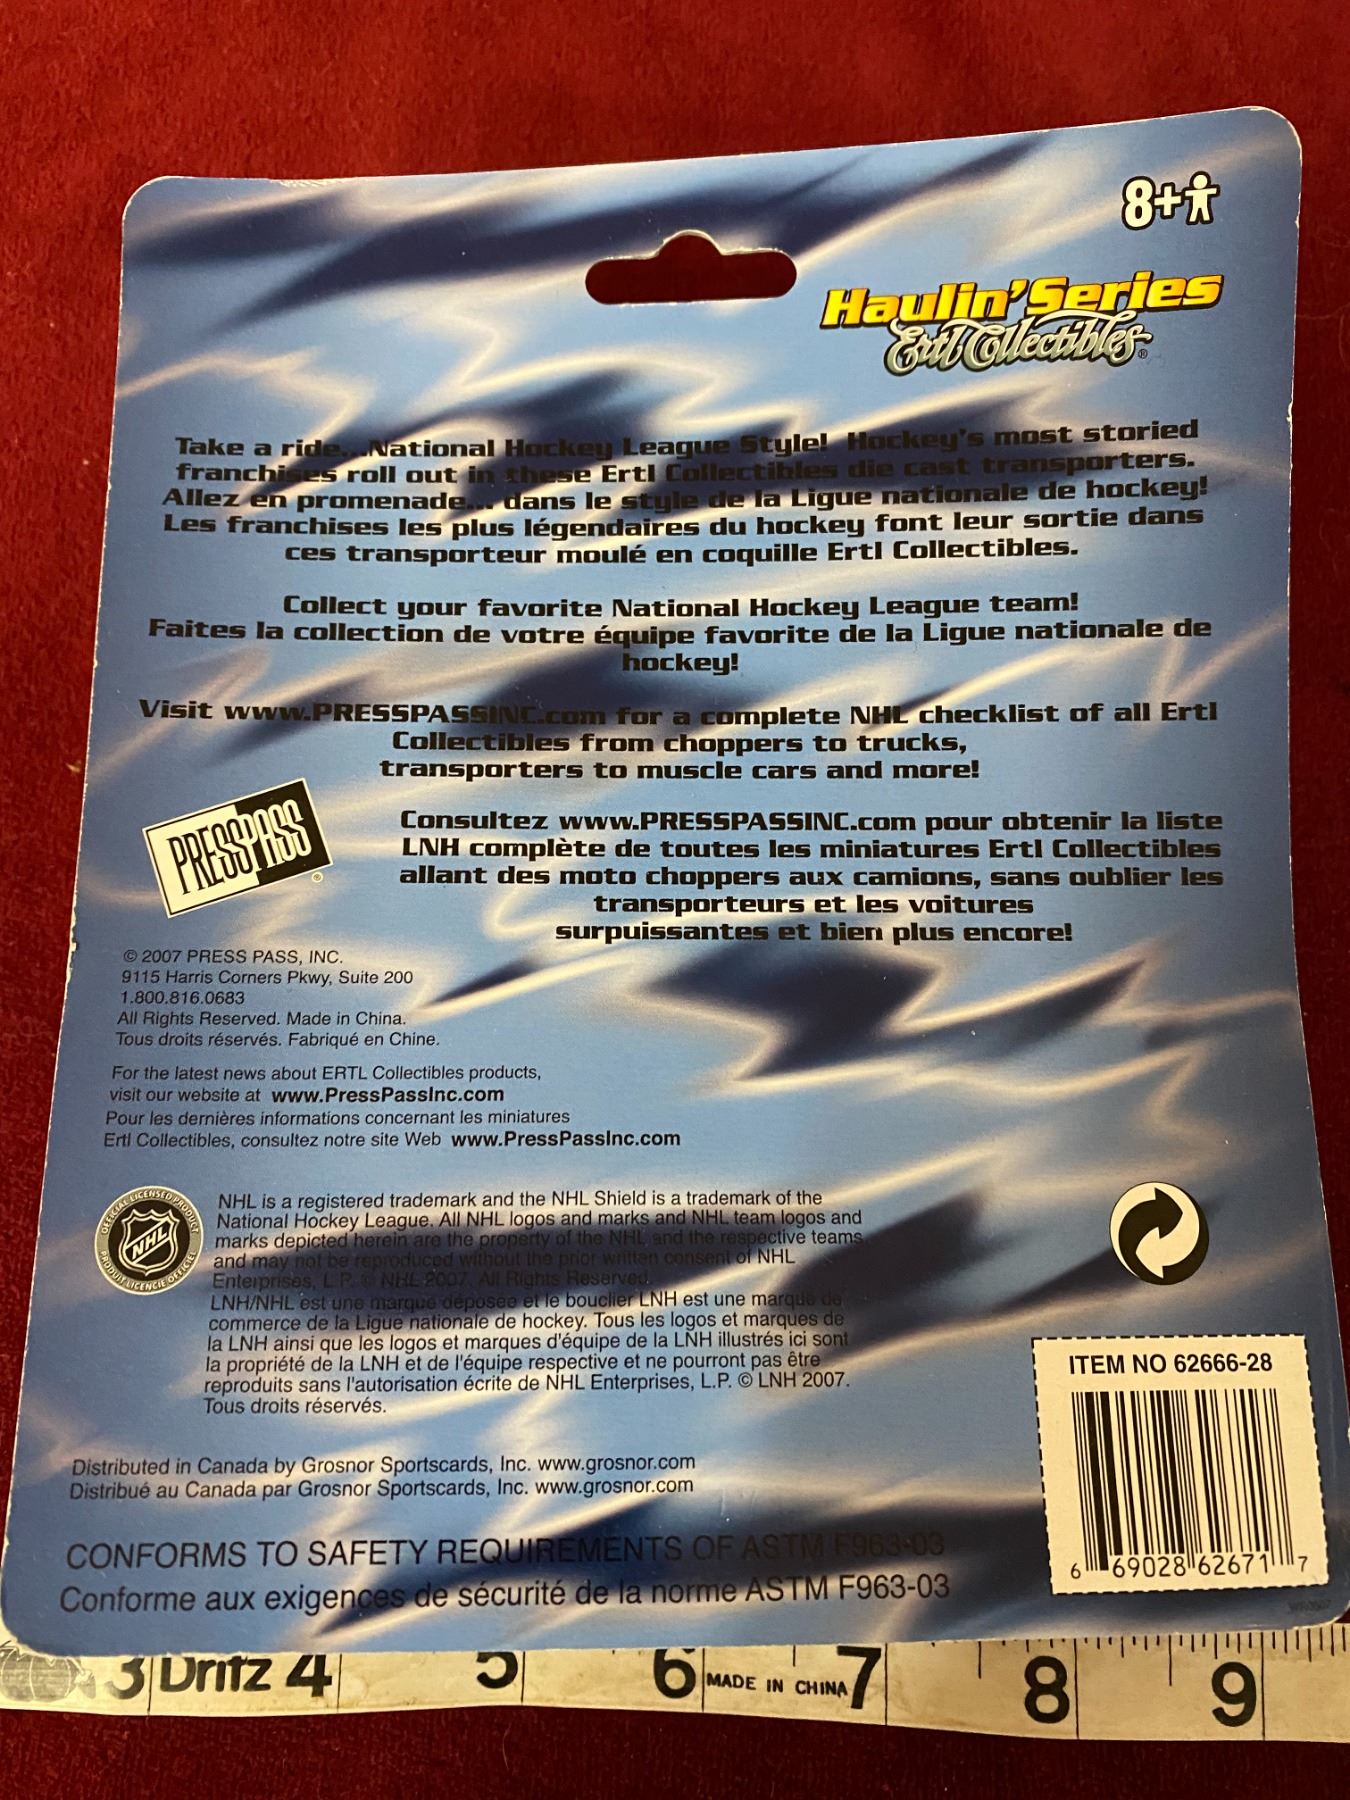 8+
Haulin' Series
Ertl Collectibles®
Take a ride...National Hockey League Style! Hockey's most storied
franchises roll out in these Ertl Collectibles die cast transporters.
Allez en promenade... dans le style de la Ligue nationale de hockey!
Les franchises les plus légendaires du hockey font leur sortie dans
ces transporteur moulé en coquille Ertl Collectibles.
Collect your favorite National Hockey League team!
Faites la collection de votre équipe favorite de la Ligue nationale de
hockey!
Visit www.PRESSPASSINC.com for a complete NHL checklist of all Ertl
Collectibles from choppers to trucks,
transporters to muscle cars and more!
PRESSPASS®
Consultez www.PRESSPASSINC.com pour obtenir la liste
LNH complète de toutes les miniatures Ertl Collectibles
allant des moto choppers aux camions, sans oublier les
transporteurs et les voitures
surpuissantes et bien plus encore!
© 2007 PRESS PASS, INC.
9115 Harris Corners Pkwy, Suite 200
1.800.816.0683
All Rights Reserved. Made in China.
Tous droits réservés. Fabriqué en Chine.
For the latest news about ERTL Collectibles products,
visit our website at www.PressPassInc.com
Pour les dernières informations concernant les miniatures
Ertl Collectibles, consultez notre site Web www.PressPassInc.com
OFFICIAL LICENSED PRODUCT
NHL
PRODUIT LICENCIE OFFICIEL
NHL is a registered trademark and the NHL Shield is a trademark of the
National Hockey League. All NHL logos and marks and NHL team logos and
marks depicted herein are the property of the NHL and the respective teams
and may not be reproduced without the prior written consent of NHL
Enterprises, L.P. © NHL 2007. All Rights Reserved.
LNH/NHL est une marque déposée et le bouclier LNH est une marque de
commerce de la Ligue nationale de hockey. Tous les logos et marques de
la LNH ainsi que les logos et marques d'équipe de la LNH illustrés ici sont
la propriété de la LNH et de l'équipe respective et ne pourront pas être
reproduits sans l'autorisation écrite de NHL Enterprises, L.P. © LNH 2007.
Tous droits réservés.
ITEM NO 62666-28
6 69028 62671 7
Distributed in Canada by Grosnor Sportscards, Inc. www.grosnor.com
Distribué au Canada par Grosnor Sportscards, Inc. www.grosnor.com
CONFORMS TO SAFETY REQUIREMENTS OF ASTM F963-03
Conforme aux exigences de sécurité de la norme ASTM F963-03
3 Dritz 4 5 6 MADE IN CHINA 7 8 9